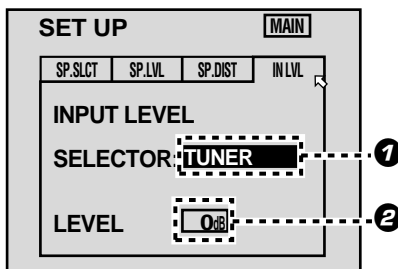 SET UP MAIN
SP.SLCT SP.LVL SP.DIST IN LVL
INPUT LEVEL
SELECTOR: TUNER 1
LEVEL 0dB 2